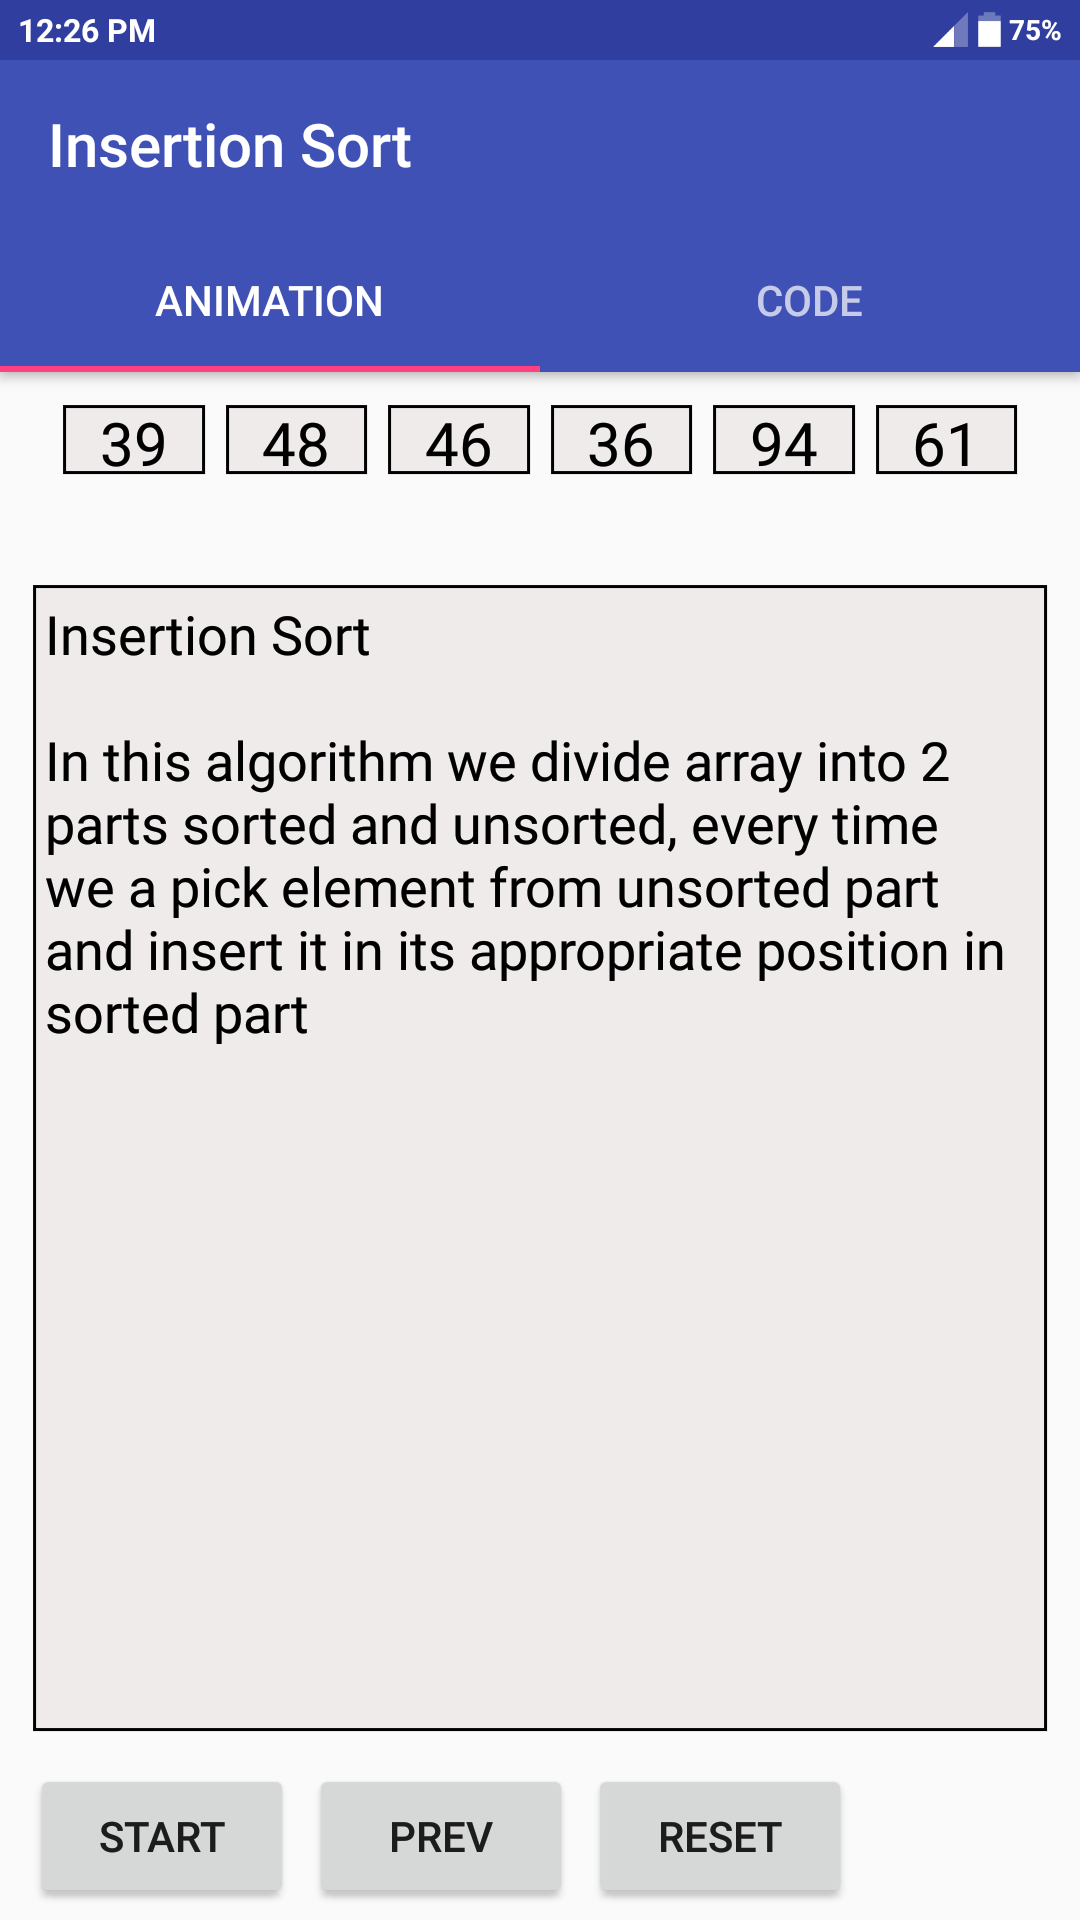 12:26 PM 75%
Insertion Sort
ANIMATION CODE
39 48 46 36 94 61
Insertion Sort
In this algorithm we divide array into 2
parts sorted and unsorted, every time
we a pick element from unsorted part
and insert it in its appropriate position in
sorted part
START PREV RESET